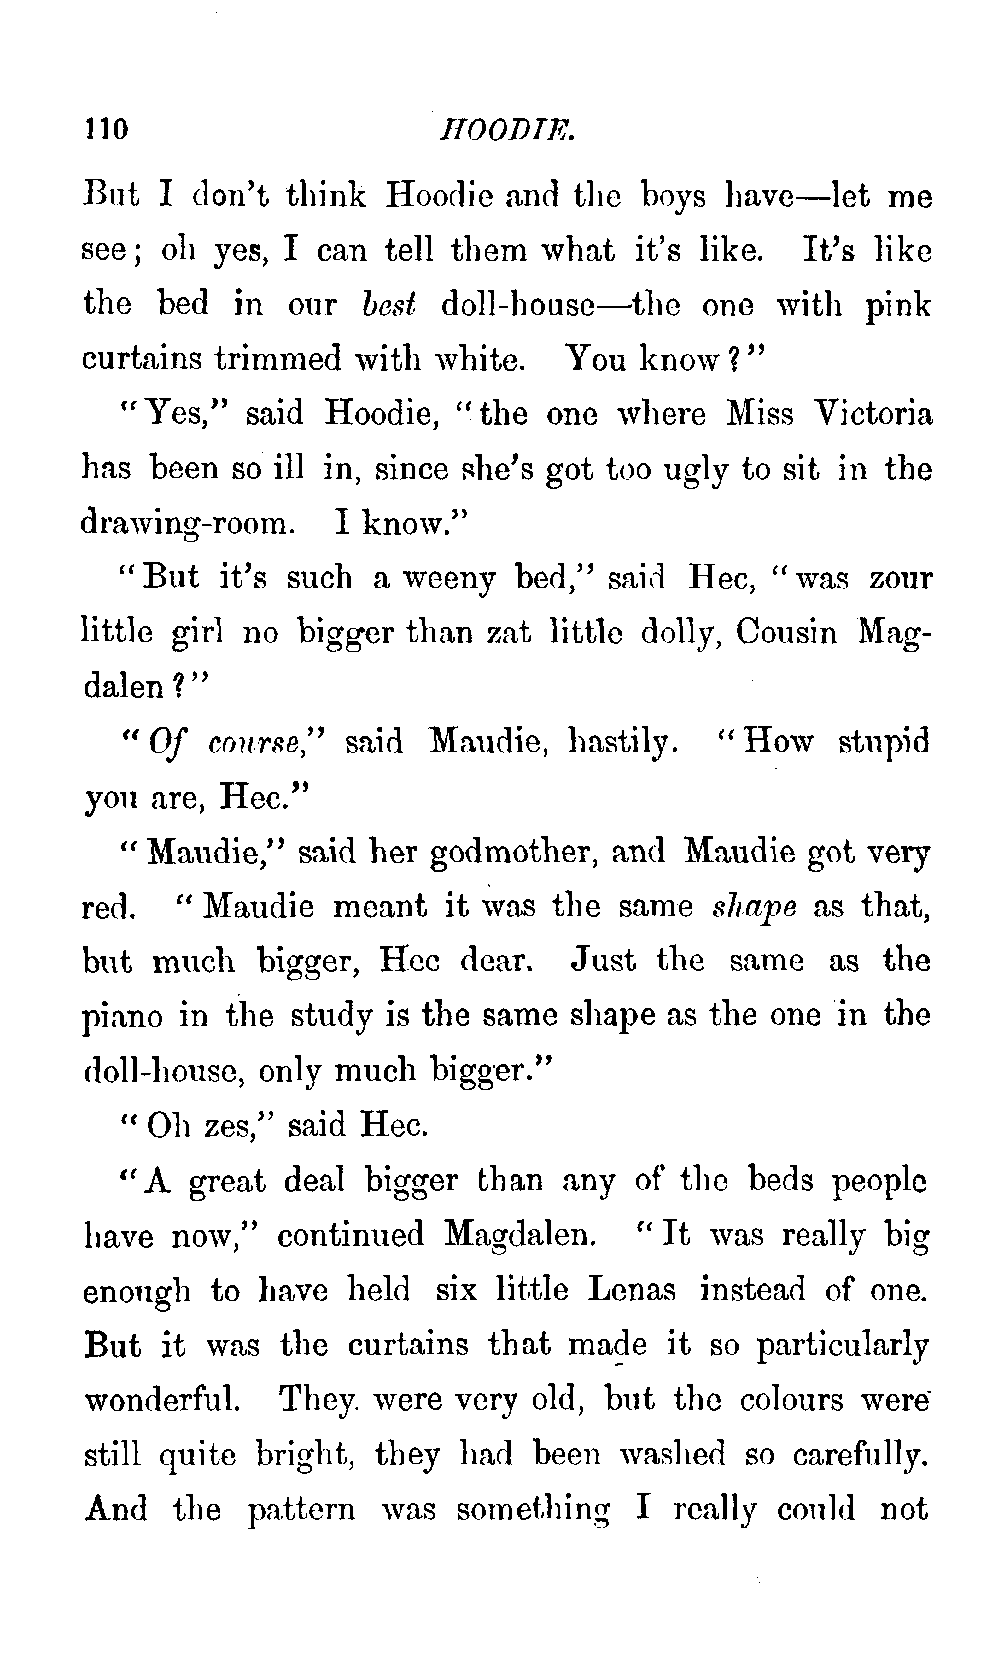 110 HOODIE.
But I don't think Hoodie and the boys have—let me
see; oh yes, I can tell them what it's like. It's like
the bed in our best doll-house—the one with pink
curtains trimmed with white. You know?"
"Yes," said Hoodie, "the one where Miss Victoria
has been so ill in, since she's got too ugly to sit in the
drawing-room. I know."
"But it's such a weeny bed," said Hec, "was zour
little girl no bigger than zat little dolly, Cousin Mag-
dalen?"
"Of course," said Maudie, hastily. "How stupid
you are, Hec."
"Maudie," said her godmother, and Maudie got very
red. "Maudie meant it was the same shape as that,
but much bigger, Hec dear. Just the same as the
piano in the study is the same shape as the one in the
doll-house, only much bigger."
"Oh zes," said Hec.
"A great deal bigger than any of the beds people
have now," continued Magdalen. "It was really big
enough to have held six little Lenas instead of one.
But it was the curtains that made it so particularly
wonderful. They were very old, but the colours were
still quite bright, they had been washed so carefully.
And the pattern was something I really could not